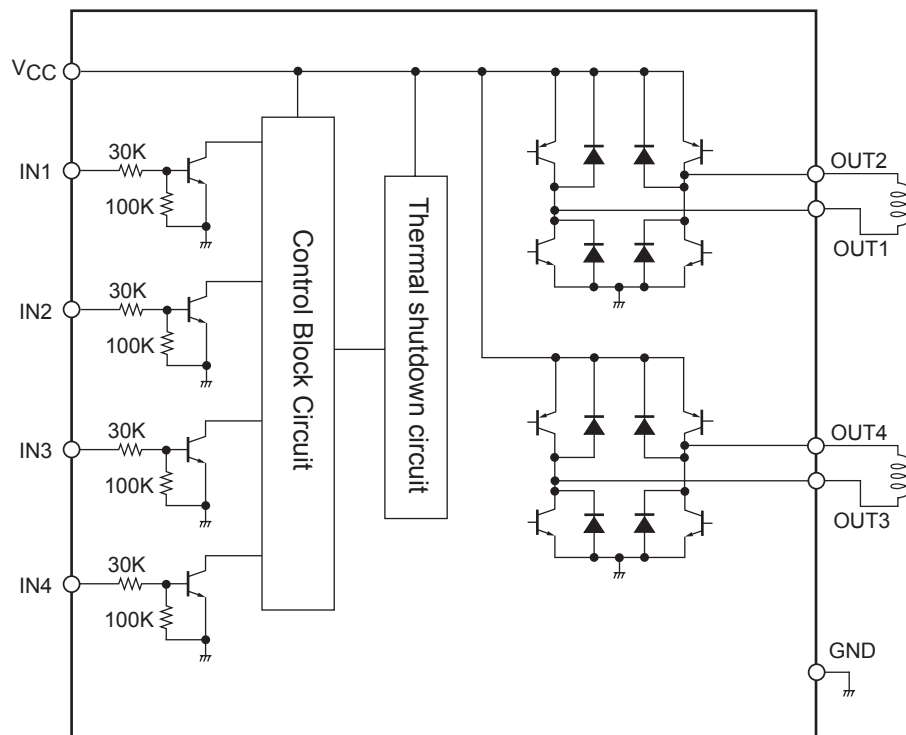 VCC
IN1
30K
100K
OUT2
OUT1
IN2
30K
100K
Control Block Circuit
Thermal shutdown circuit
IN3
30K
100K
OUT4
OUT3
IN4
30K
100K
GND